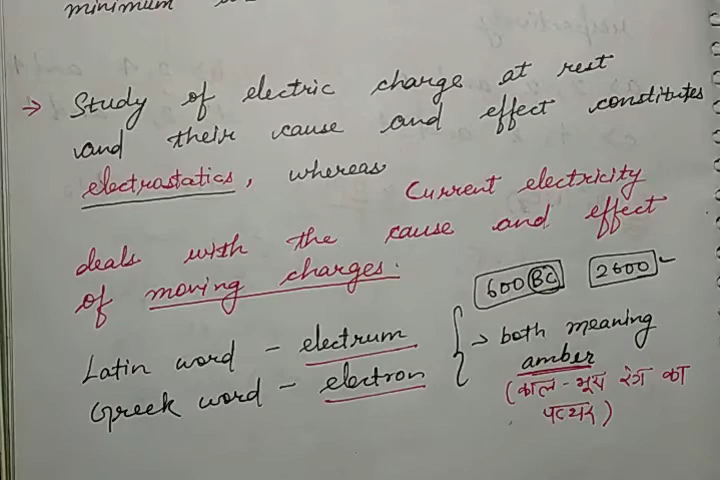 minimum
→ Study of electric charge at rest
and their cause and effect constitutes
electrostatics, whereas
Current electricity
deals with the cause and effect
of moving charges.
600 BC 2600
Latin word - electrum
Greek word - electron
→ both meaning
amber
(काल-भूरा रंग का
पत्थर)